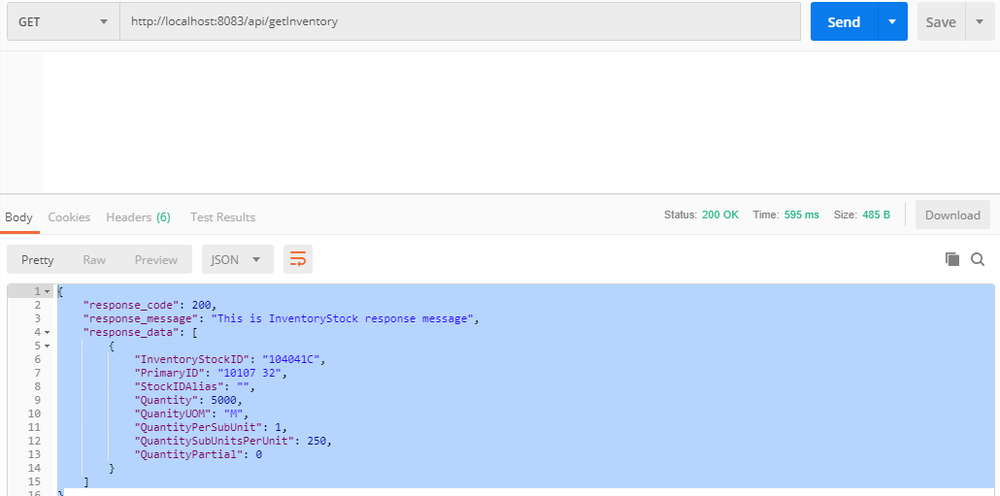 GET http://localhost:8083/api/getInventory Send Save
Body Cookies Headers (6) Test Results Status: 200 OK Time: 595 ms Size: 485 B Download
Pretty Raw Preview JSON
1 {
2 "response_code": 200,
3 "response_message": "This is InventoryStock response message",
4 "response_data": [
5 {
6 "InventoryStockID": "104041C",
7 "PrimaryID": "10107 32",
8 "StockIDAlias": "",
9 "Quantity": 5000,
10 "QuanityUOM": "M",
11 "QuantityPerSubUnit": 1,
12 "QuantitySubUnitsPerUnit": 250,
13 "QuantityPartial": 0
14 }
15 ]
16 }